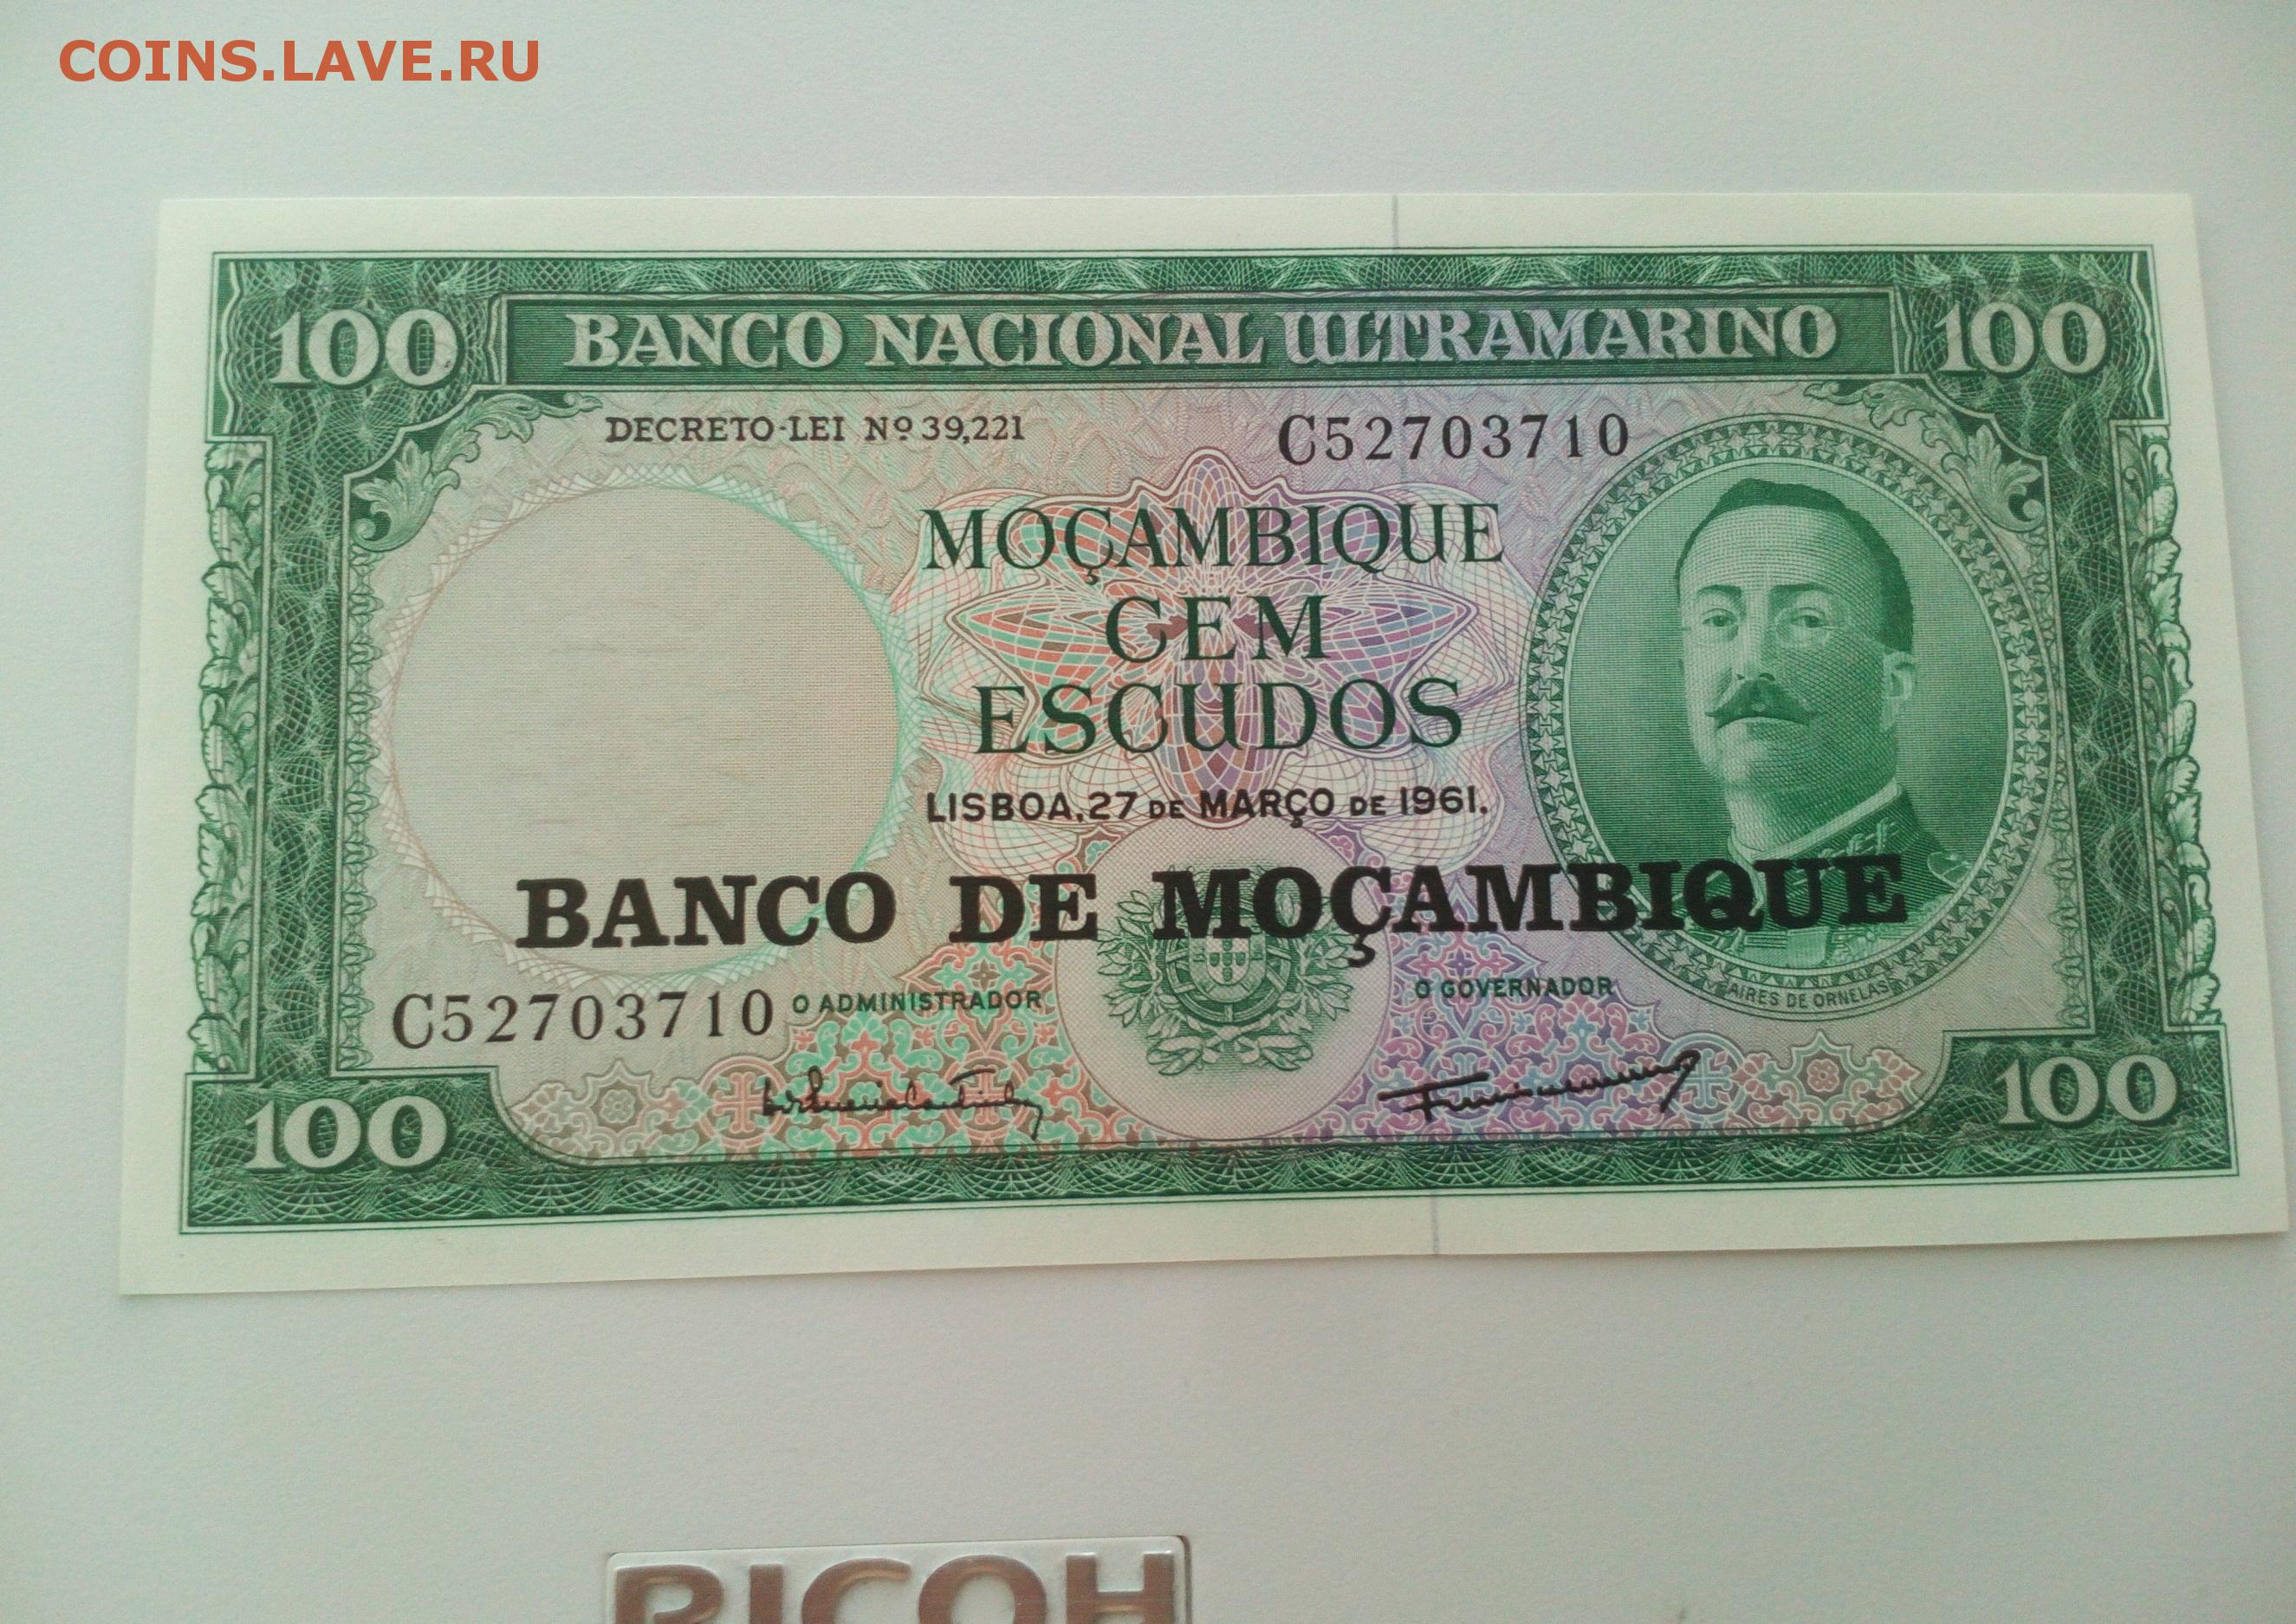 COINS.LAVE.RU
100 BANCO NACIONAL ULTRAMARINO 100
DECRETO-LEI Nº 39,221 C52703710
MOÇAMBIQUE
CEM
ESCUDOS
LISBOA, 27 DE MARÇO DE 1961.
BANCO DE MOÇAMBIQUE
C52703710 O ADMINISTRADOR O GOVERNADOR AIRES DE ORNELAS
100 100
RICOH